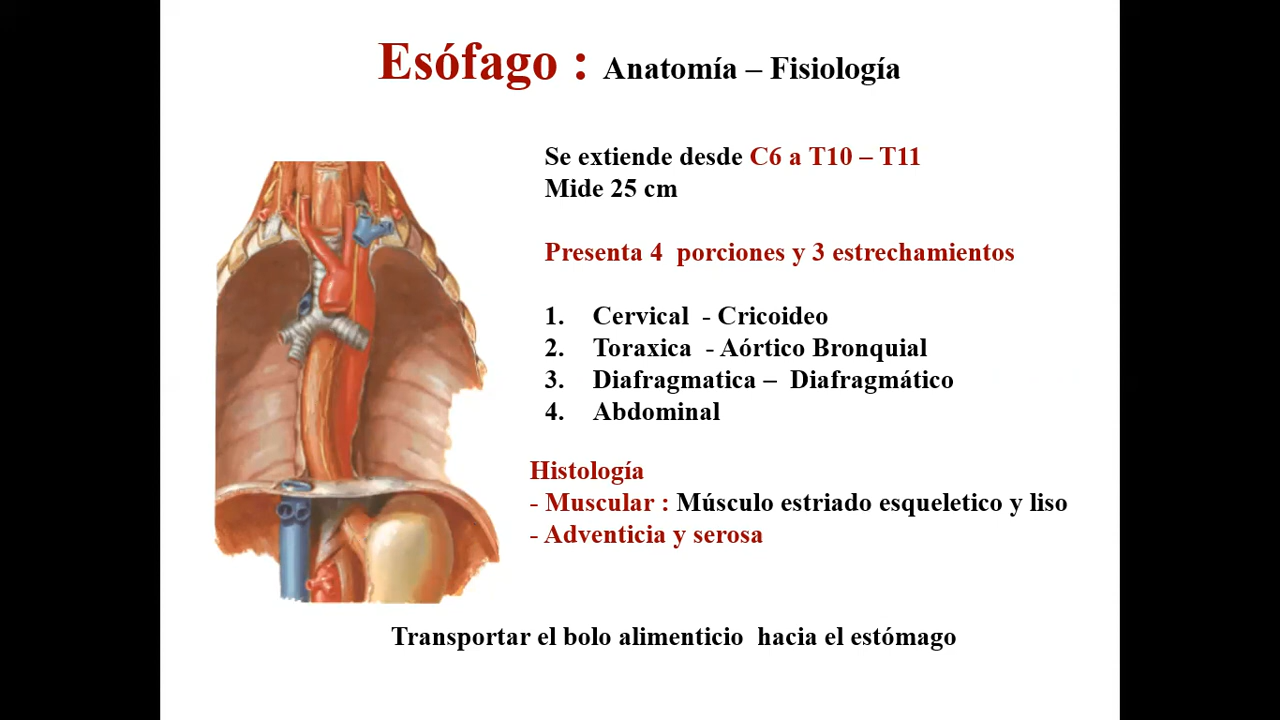 Esófago : Anatomía – Fisiología
Se extiende desde C6 a T10 – T11
Mide 25 cm
Presenta 4 porciones y 3 estrechamientos
1. Cervical - Cricoideo
2. Toraxica - Aórtico Bronquial
3. Diafragmatica – Diafragmático
4. Abdominal
Histología
- Muscular : Músculo estriado esqueletico y liso
- Adventicia y serosa
Transportar el bolo alimenticio hacia el estómago